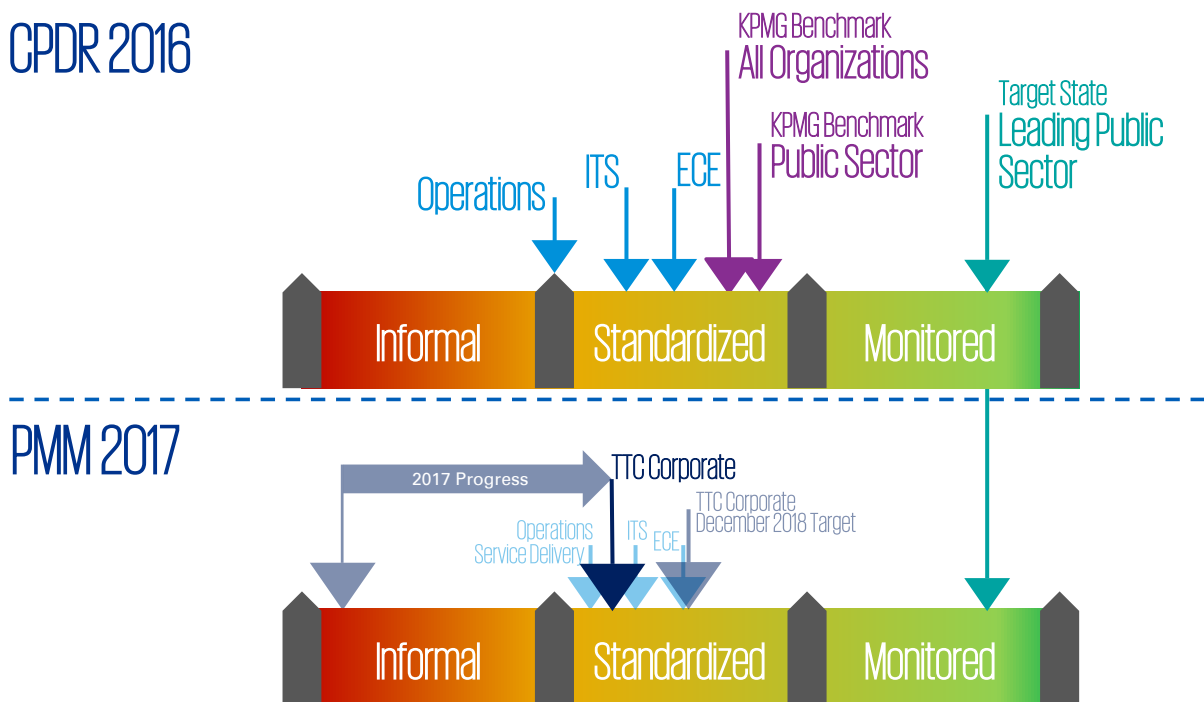 CPDR 2016
KPMG Benchmark
All Organizations
Target State
Leading Public
Sector
KPMG Benchmark
Public Sector
ITS
ECE
Operations
Informal
Standardized
Monitored
PMM 2017
TTC Corporate
2017 Progress
TTC Corporate
December 2018 Target
Operations
Service Delivery
ITS
ECE
Informal
Standardized
Monitored